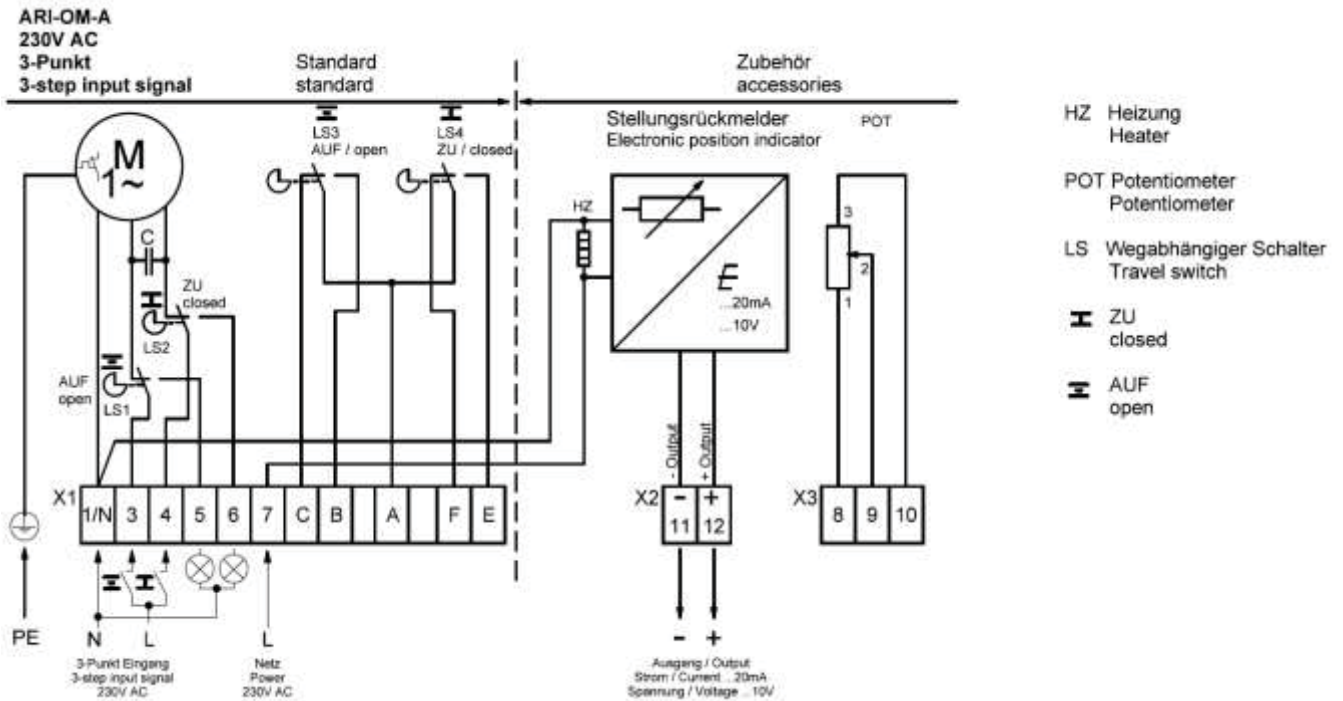 ARI-OM-A
230V AC
3-Punkt
3-step input signal
Standard
standard
Zubehör
accessories
LS3
AUF / open
LS4
ZU / closed
Stellungsrückmelder
Electronic position indicator
POT
HZ Heizung
Heater
POT Potentiometer
Potentiometer
LS Wegabhängiger Schalter
Travel switch
ZU
closed
AUF
open
M
1~
C
ZU
closed
LS2
AUF
open
LS1
HZ
E
...20mA
...10V
3
2
1
- Output
+ Output
X1
1/N 3 4 5 6 7 C B A F E
X2
- +
11 12
X3
8 9 10
PE
N L
3-Punkt Eingang
3-step input signal
230V AC
L
Netz
Power
230V AC
- +
Ausgang / Output
Strom / Current ...20mA
Spannung / Voltage ...10V